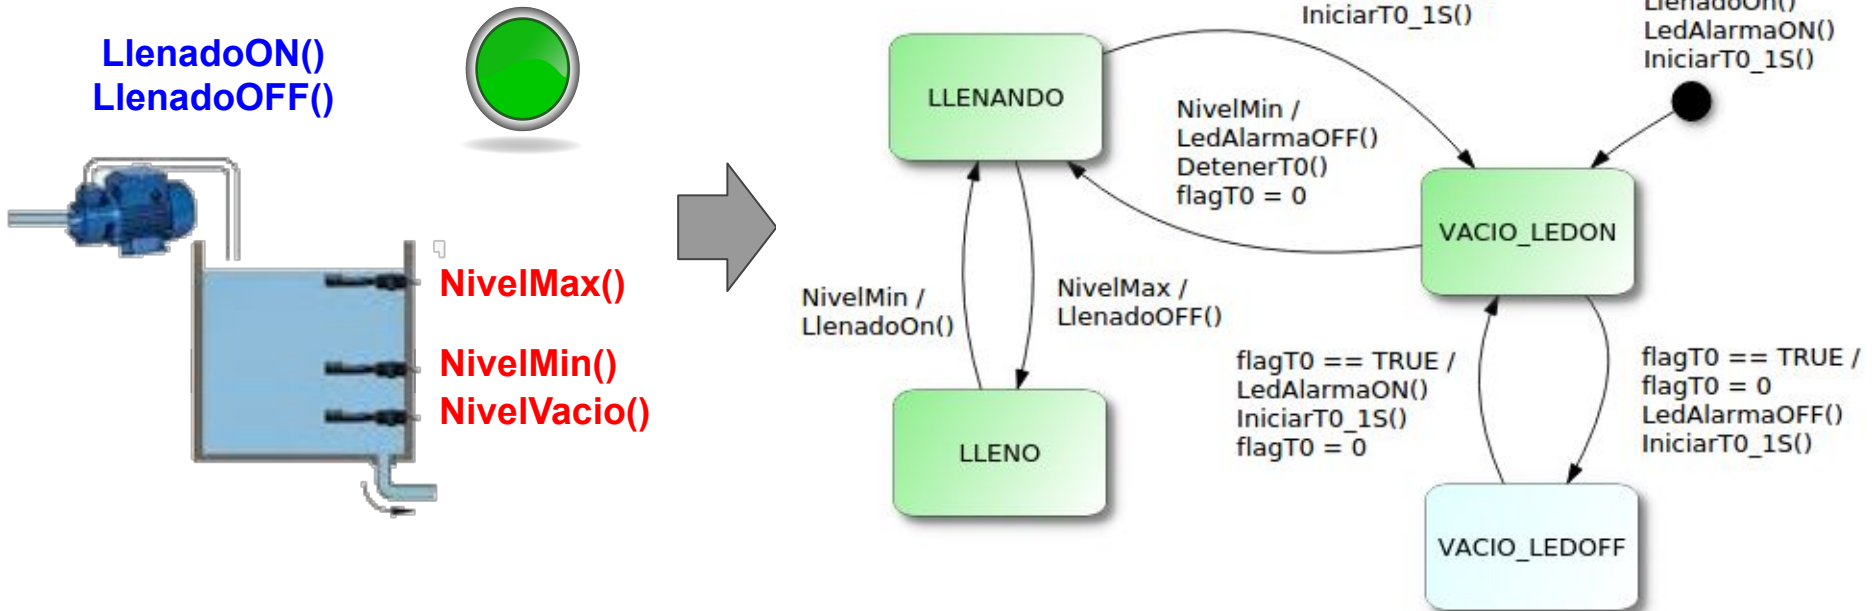 LlenadoON()
LlenadoOFF()
NivelMax()
NivelMin()
NivelVacio()
IniciarT0_1S()
LlenadoOn()
LedAlarmaON()
IniciarT0_1S()
LLENANDO
NivelMin /
LedAlarmaOFF()
DetenerT0()
flagT0 = 0
VACIO_LEDON
NivelMin /
LlenadoOn()
NivelMax /
LlenadoOFF()
flagT0 == TRUE /
LedAlarmaON()
IniciarT0_1S()
flagT0 = 0
flagT0 == TRUE /
flagT0 = 0
LedAlarmaOFF()
IniciarT0_1S()
LLENO
VACIO_LEDOFF